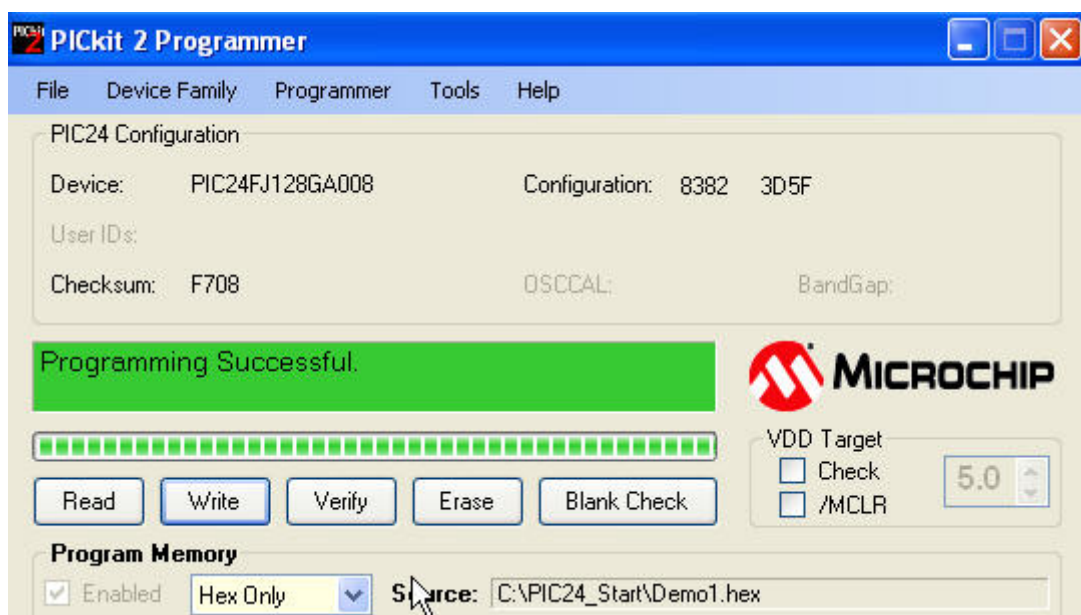 PICkit 2 Programmer
File Device Family Programmer Tools Help
PIC24 Configuration
Device: PIC24FJ128GA008 Configuration: 8382 3D5F
User IDs:
Checksum: F708 OSCCAL: BandGap:
Programming Successful.
MICROCHIP
VDD Target
Check
5.0
/MCLR
Read Write Verify Erase Blank Check
Program Memory
Enabled Hex Only Source: C:\PIC24_Start\Demo1.hex